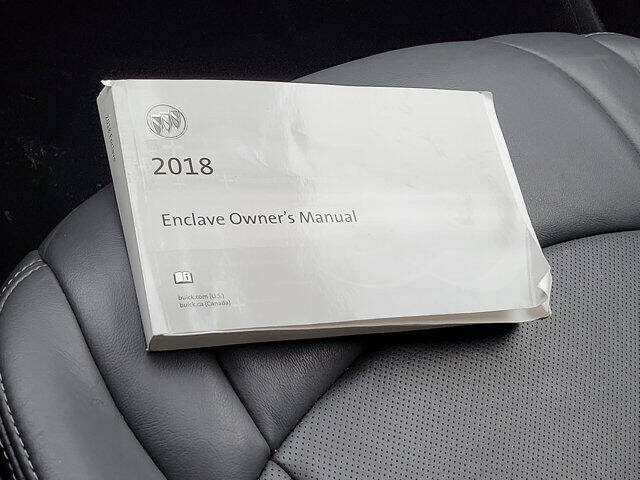 2018
Enclave Owner's Manual
buick.com (U.S.)
buick.ca (Canada)